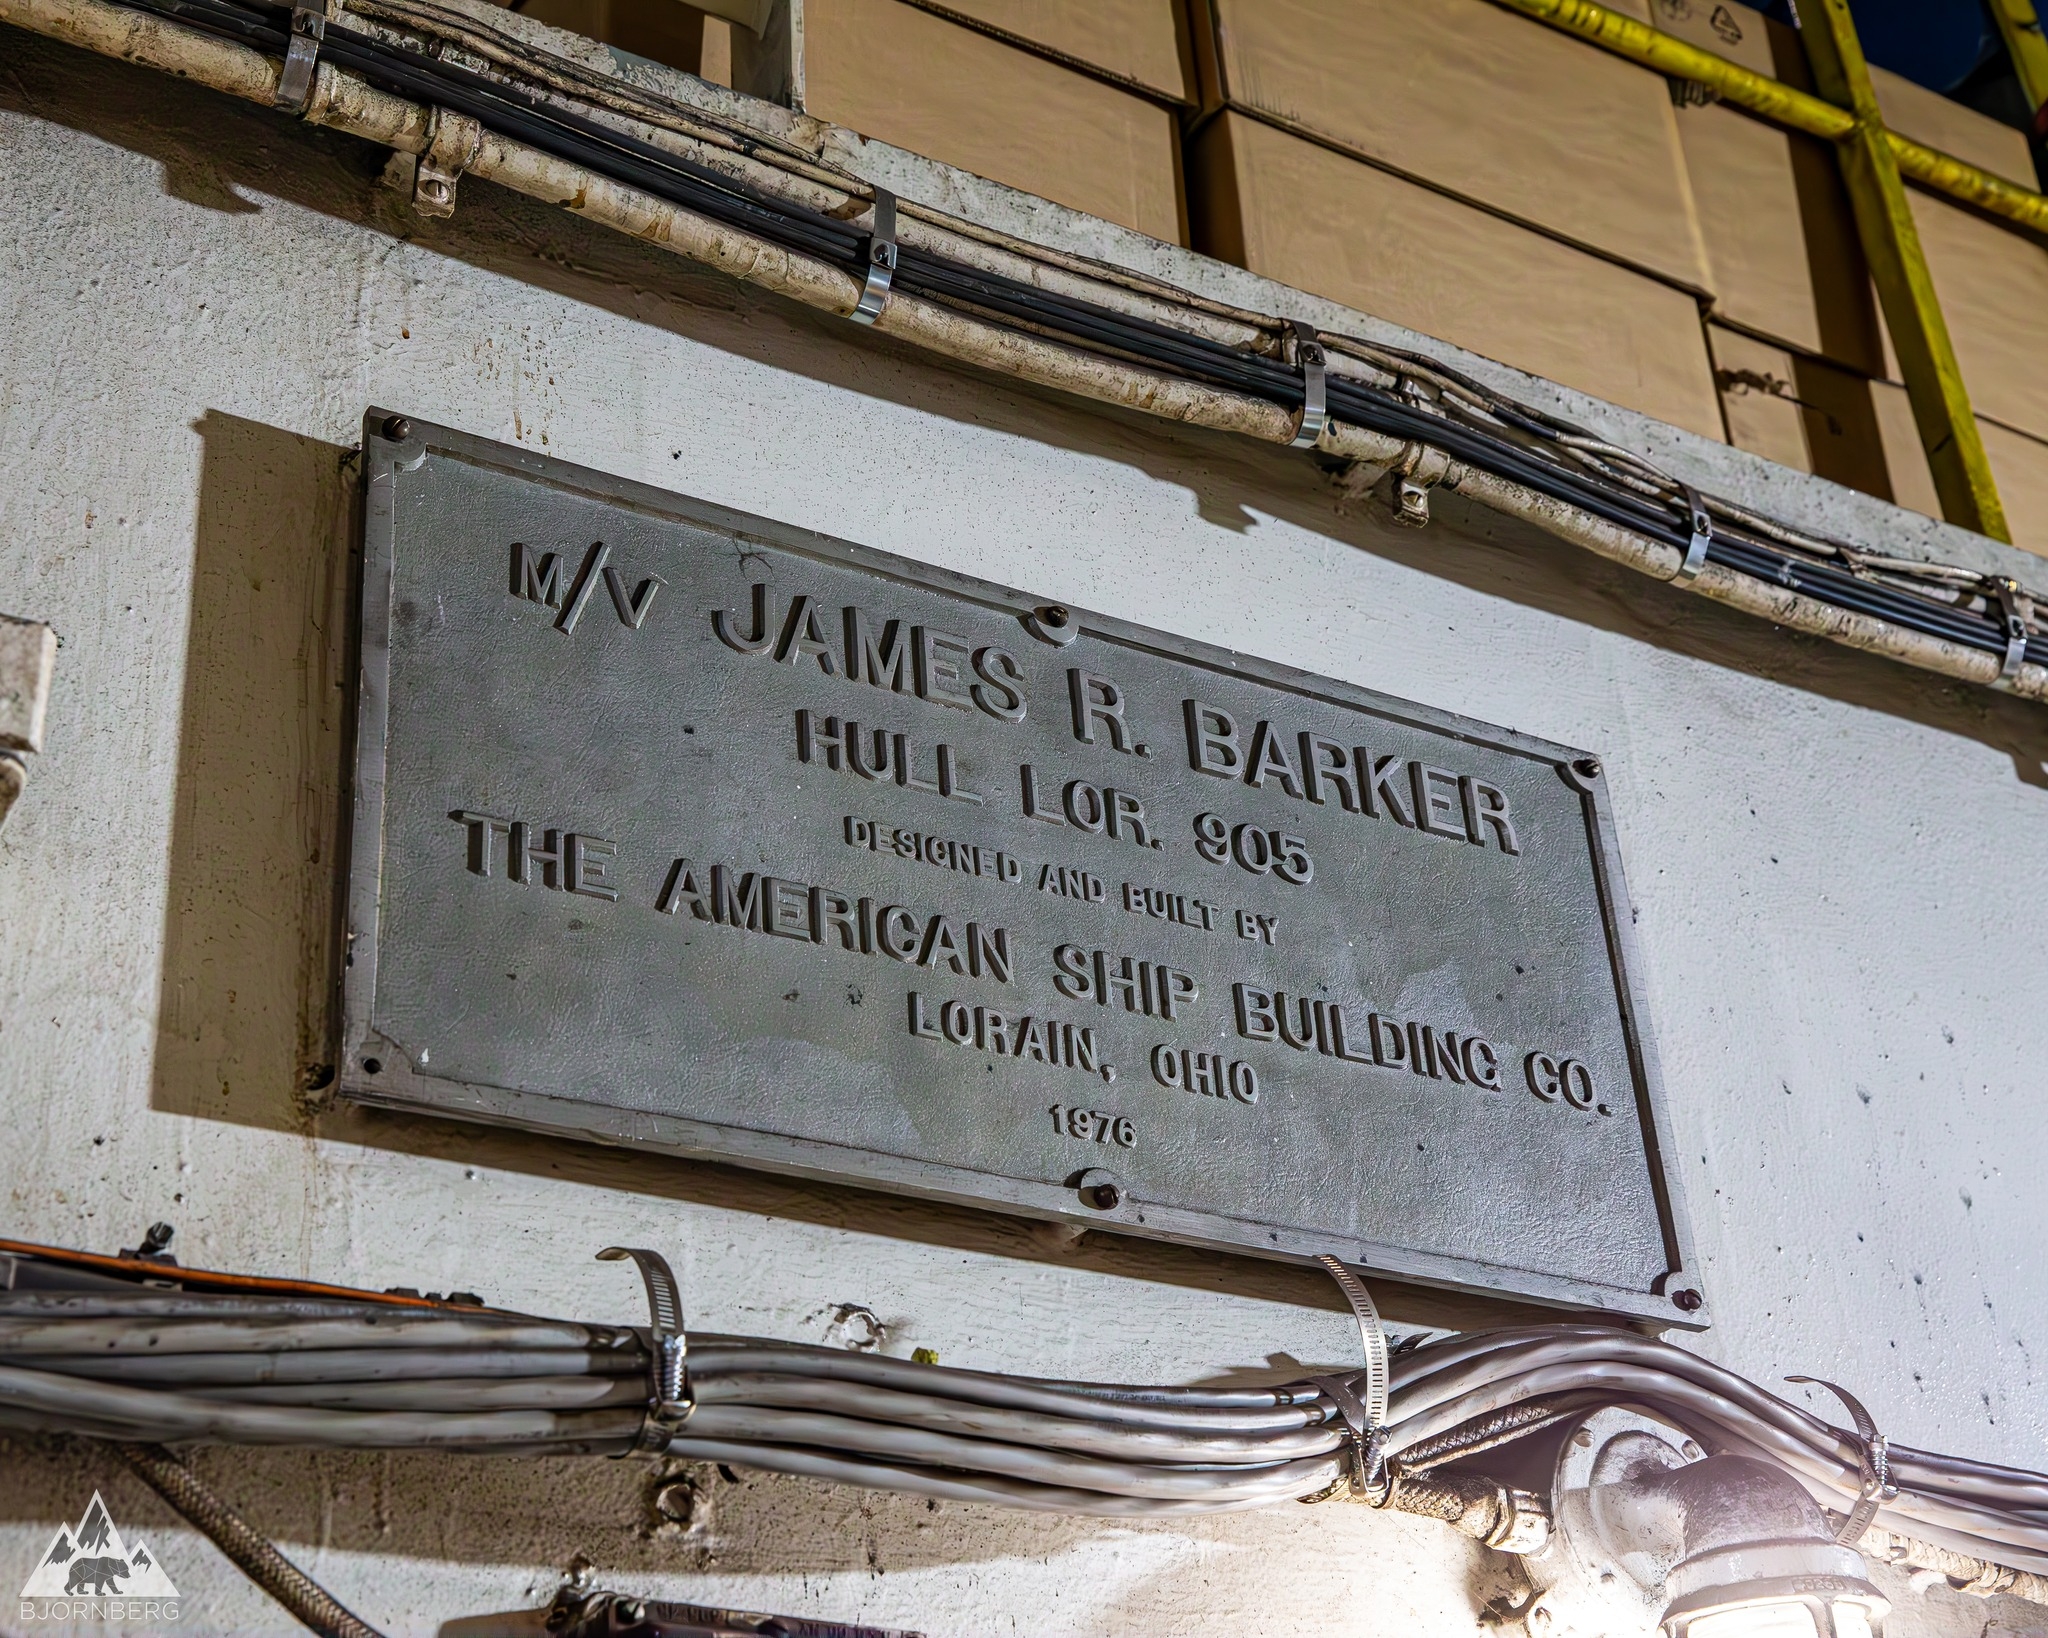 M/V JAMES R. BARKER
HULL LOR. 905
DESIGNED AND BUILT BY
THE AMERICAN SHIP BUILDING CO.
LORAIN, OHIO
1976
BJORNBERG